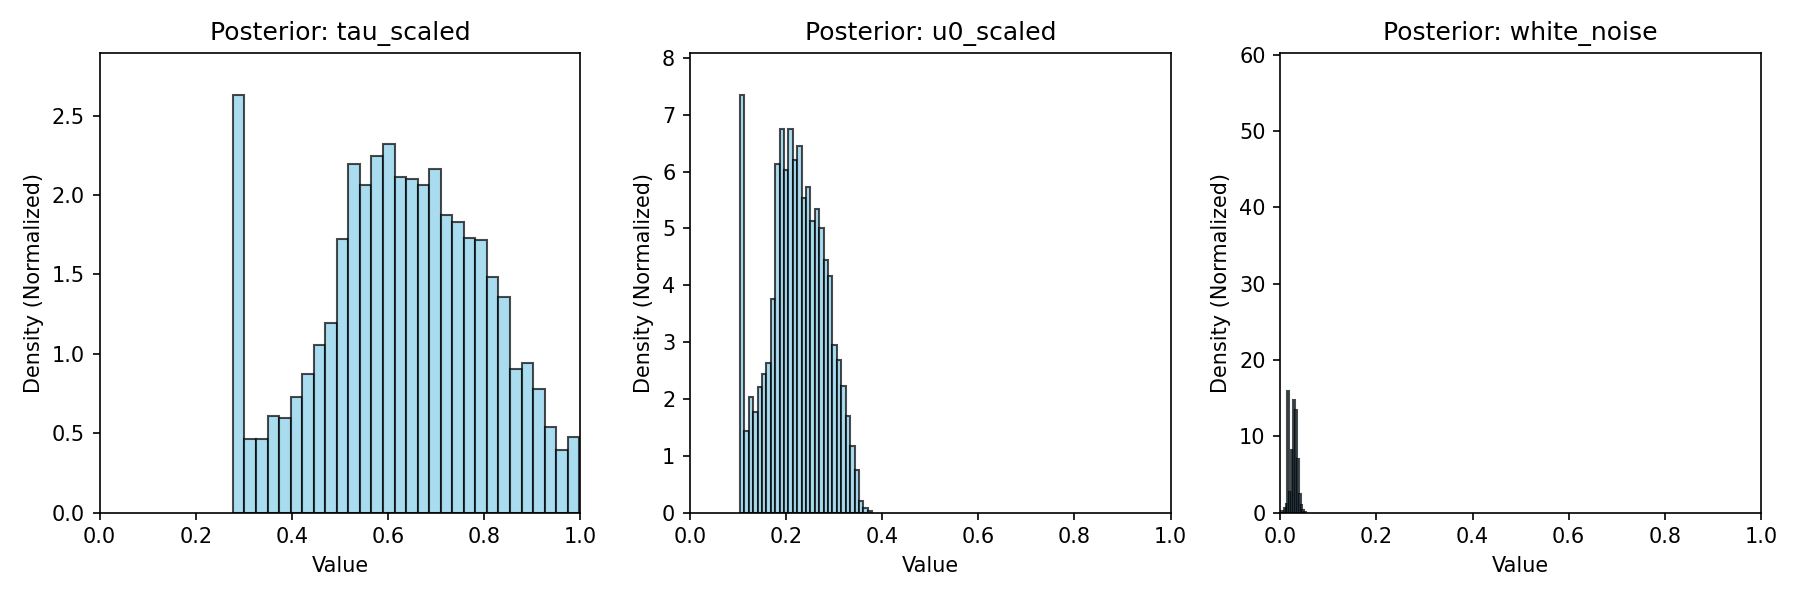 Posterior: tau_scaled
Density (Normalized)
2.5
2.0
1.5
1.0
0.5
0.0
0.0 0.2 0.4 0.6 0.8 1.0
Value
Posterior: u0_scaled
Density (Normalized)
8
7
6
5
4
3
2
1
0
0.0 0.2 0.4 0.6 0.8 1.0
Value
Posterior: white_noise
Density (Normalized)
60
50
40
30
20
10
0
0.0 0.2 0.4 0.6 0.8 1.0
Value